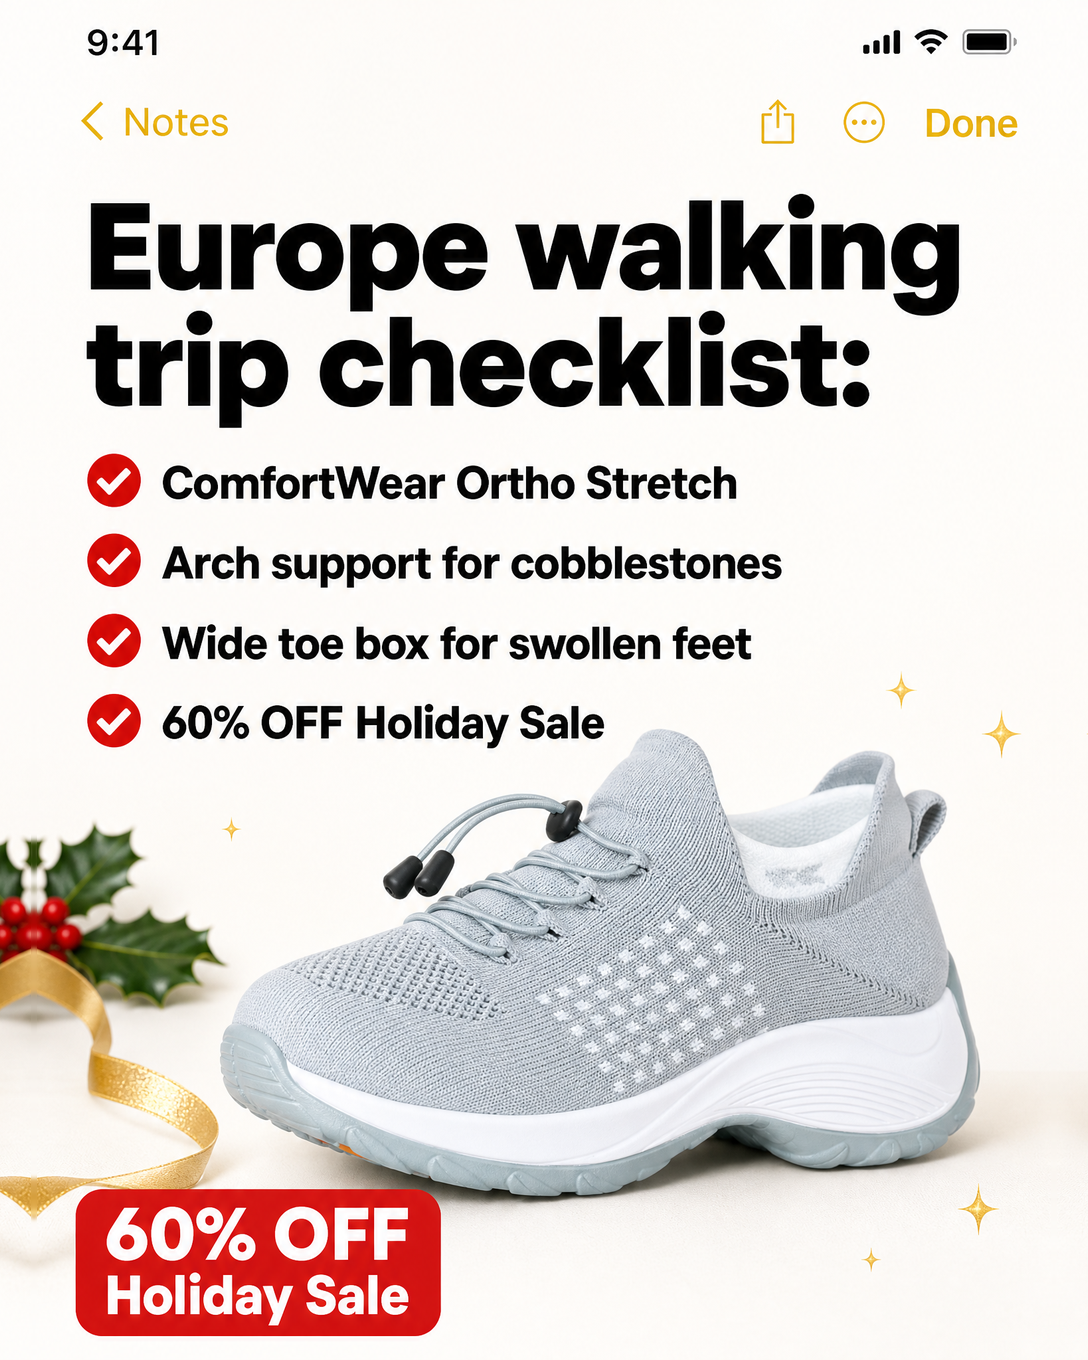 9:41
Notes
Done
Europe walking
trip checklist:
ComfortWear Ortho Stretch
Arch support for cobblestones
Wide toe box for swollen feet
60% OFF Holiday Sale
60% OFF
Holiday Sale